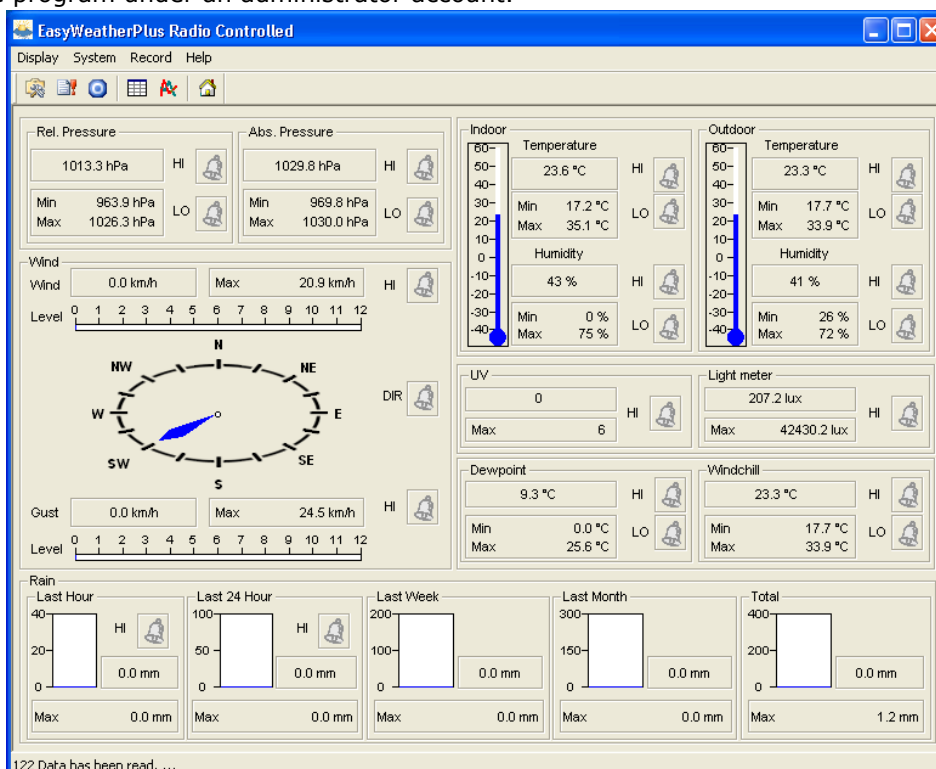 program under an administrator account.
EasyWeatherPlus Radio Controlled
Display System Record Help
Rel. Pressure
1013.3 hPa
HI
Min 963.9 hPa
Max 1026.3 hPa
LO
Abs. Pressure
1029.8 hPa
HI
Min 969.8 hPa
Max 1030.0 hPa
LO
Wind
Wind 0.0 km/h Max 20.9 km/h HI
Level 0 1 2 3 4 5 6 7 8 9 10 11 12
N
NW NE
W E
DIR
SW SE
S
Gust 0.0 km/h Max 24.5 km/h HI
Level 0 1 2 3 4 5 6 7 8 9 10 11 12
Indoor
60
50
40
30
20
10
0
-10
-20
-30
-40
Temperature
23.6 °C
HI
Min 17.2 °C
Max 35.1 °C
LO
Humidity
43 %
HI
Min 0 %
Max 75 %
LO
Outdoor
60
50
40
30
20
10
0
-10
-20
-30
-40
Temperature
23.3 °C
HI
Min 17.7 °C
Max 33.9 °C
LO
Humidity
41 %
HI
Min 26 %
Max 72 %
LO
UV
0
HI
Max 6
Light meter
207.2 lux
HI
Max 42430.2 lux
Dewpoint
9.3 °C
HI
Min 0.0 °C
Max 25.6 °C
LO
Windchill
23.3 °C
HI
Min 17.7 °C
Max 33.9 °C
LO
Rain
Last Hour
40
20
0
HI
0.0 mm
Max 0.0 mm
Last 24 Hour
100
50
0
HI
0.0 mm
Max 0.0 mm
Last Week
200
100
0
0.0 mm
Max 0.0 mm
Last Month
300
150
0
0.0 mm
Max 0.0 mm
Total
400
200
0
0.0 mm
Max 1.2 mm
122 Data has been read. ...